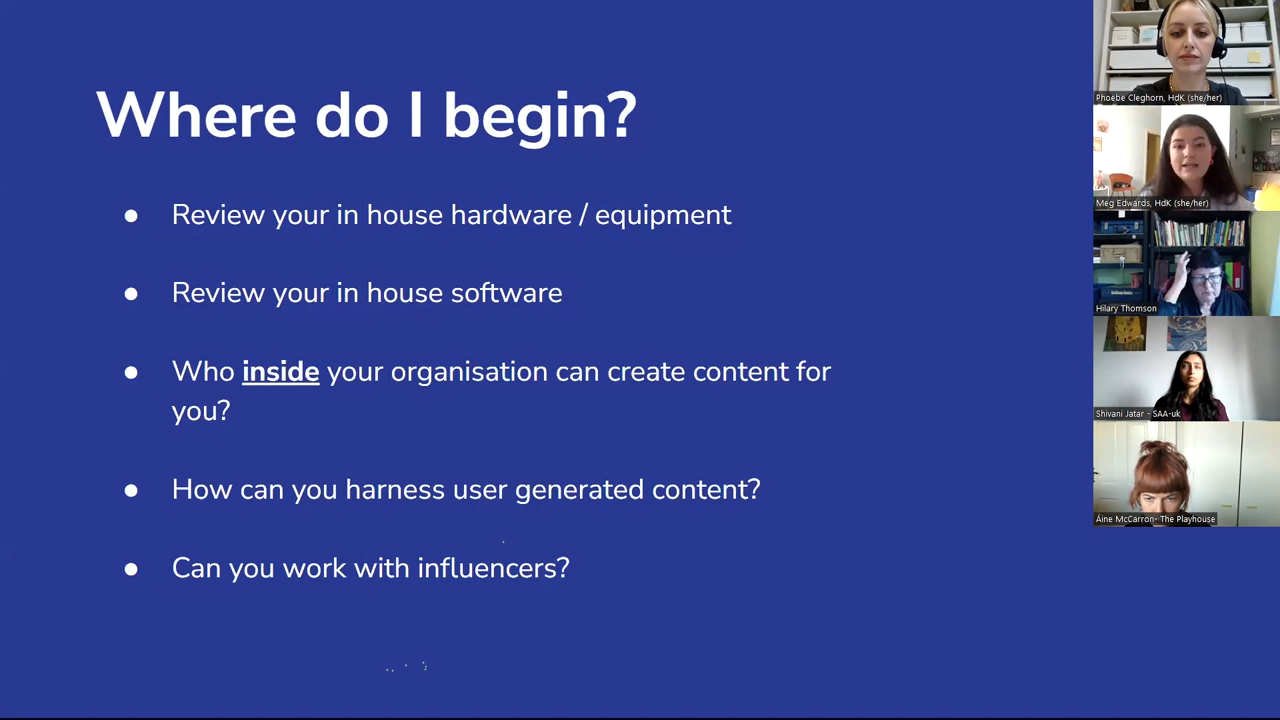 Where do I begin?
● Review your in house hardware / equipment
● Review your in house software
● Who inside your organisation can create content for
you?
● How can you harness user generated content?
● Can you work with influencers?
Phoebe Cleghorn, HdK (she/her)
Meg Edwards, HdK (she/her)
Hilary Thomson
Shivani Jatar - SAA-uk
Áine McCarron- The Playhouse